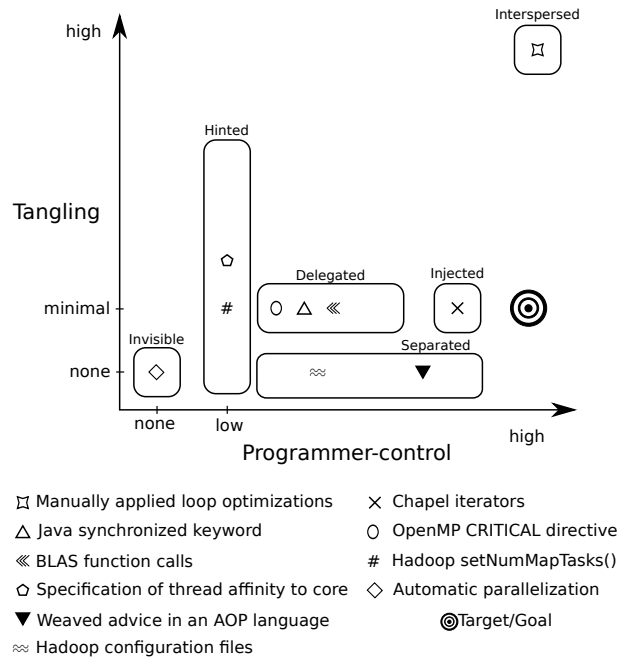 Interspersed
high
Hinted
Tangling
Delegated
Injected
minimal
#
Invisible
Separated
none
none
low
high
Programmer-control
Manually applied loop optimizations
Chapel iterators
Java synchronized keyword
OpenMP CRITICAL directive
BLAS function calls
# Hadoop setNumMapTasks()
Specification of thread affinity to core
Automatic parallelization
Weaved advice in an AOP language
Target/Goal
Hadoop configuration files